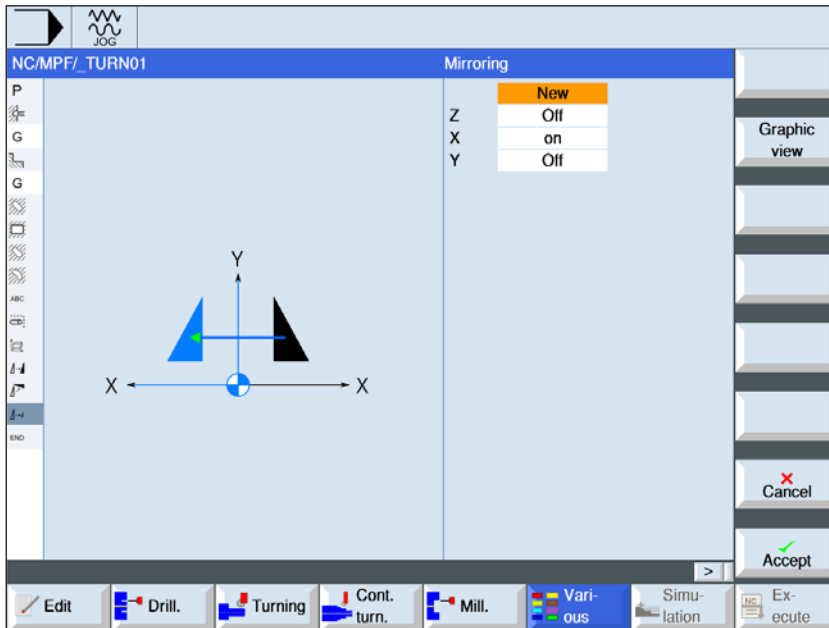 JOG
NC/MPF/_TURN01
Mirroring
P
G
G
ABC
END
Y
X
X
New
Z Off
X on
Y Off
Graphic
view
Cancel
Accept
>
Edit
Drill.
Turning
Cont.
turn.
Mill.
Vari-
ous
Simu-
lation
NC
Ex-
ecute